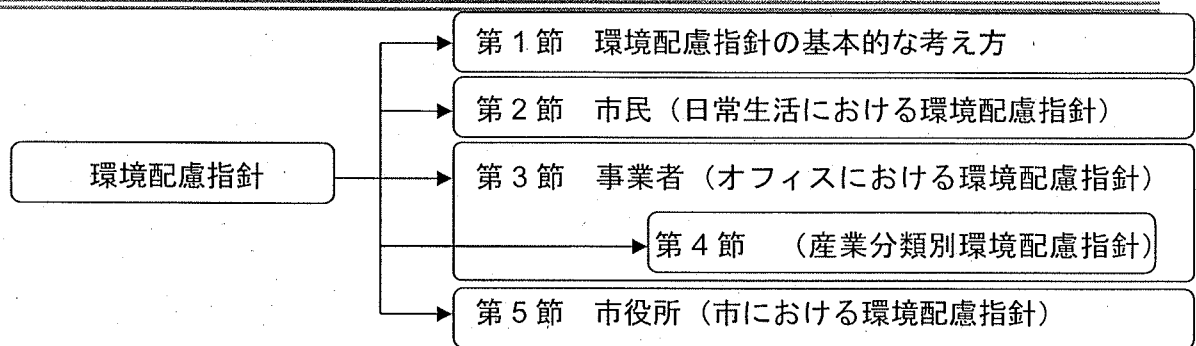 第1節 環境配慮指針の基本的な考え方
第2節 市民（日常生活における環境配慮指針）
環境配慮指針
第3節 事業者（オフィスにおける環境配慮指針）
第4節 （産業分類別環境配慮指針）
第5節 市役所（市における環境配慮指針）